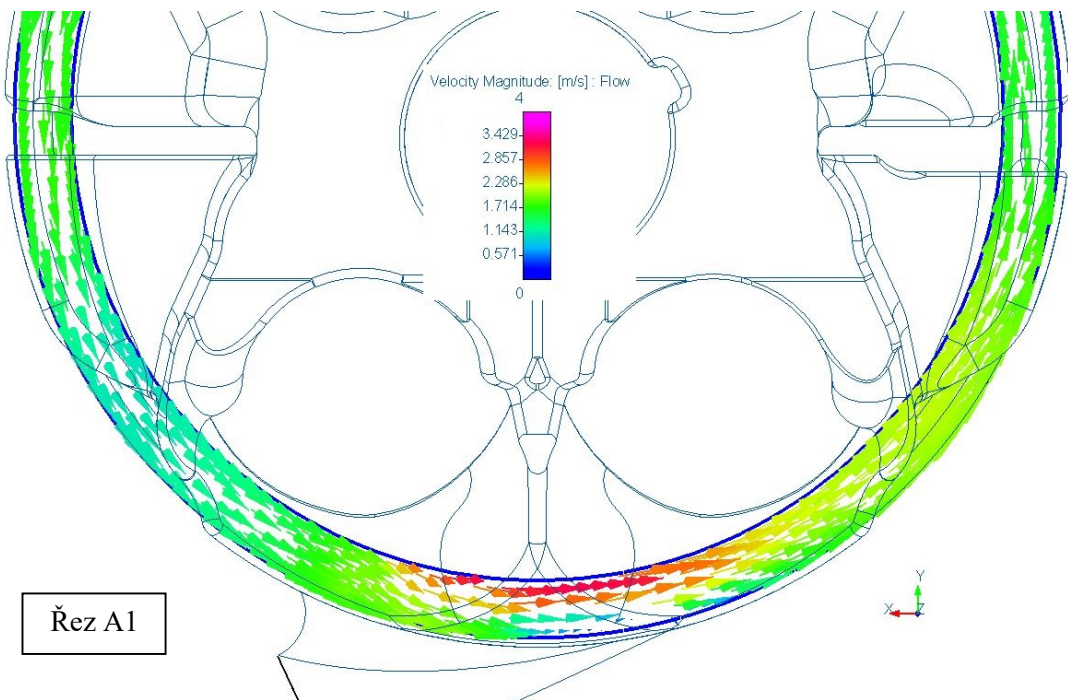 Velocity Magnitude: [m/s] : Flow
4
3.429
2.857
2.286
1.714
1.143
0.571
0
Y
X Z
Řez A1